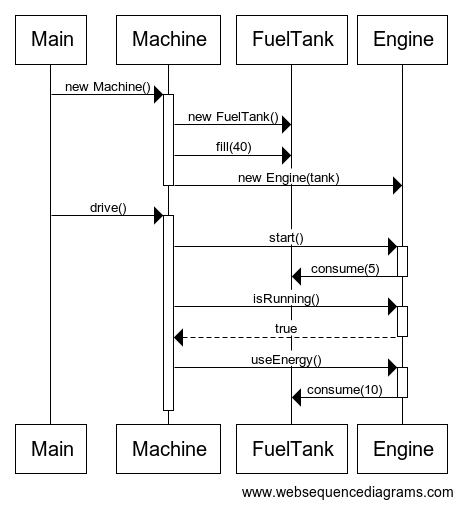 Main Machine FuelTank Engine
new Machine()
new FuelTank()
fill(40)
new Engine(tank)
drive()
start()
consume(5)
isRunning()
true
useEnergy()
consume(10)
Main Machine FuelTank Engine
www.websequencediagrams.com